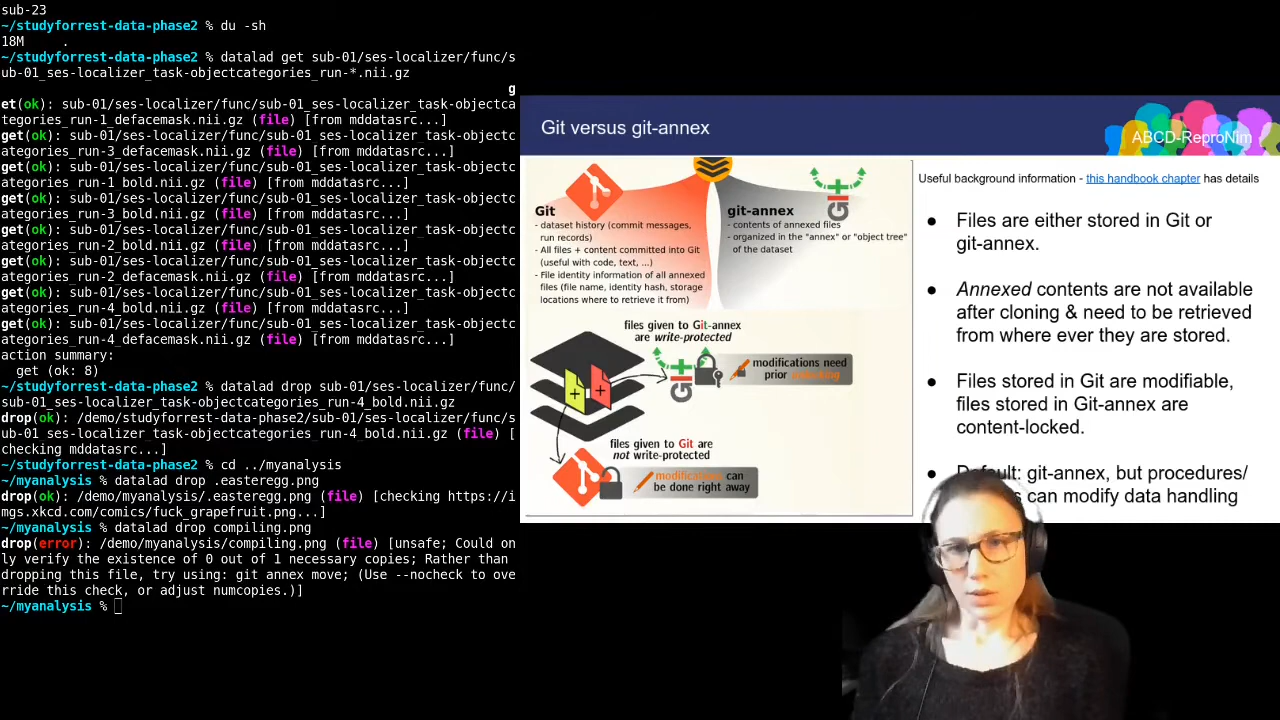 sub-23
~/studyforrest-data-phase2 % du -sh
18M     .
~/studyforrest-data-phase2 % datalad get sub-01/ses-localizer/func/s
ub-01_ses-localizer_task-objectcategories_run-*.nii.gz
g
et(ok): sub-01/ses-localizer/func/sub-01_ses-localizer_task-objectca
tegories_run-1_defacemask.nii.gz (file) [from mddatasrc...]
get(ok): sub-01/ses-localizer/func/sub-01_ses-localizer_task-objectc
ategories_run-3_defacemask.nii.gz (file) [from mddatasrc...]
get(ok): sub-01/ses-localizer/func/sub-01_ses-localizer_task-objectc
ategories_run-1_bold.nii.gz (file) [from mddatasrc...]
get(ok): sub-01/ses-localizer/func/sub-01_ses-localizer_task-objectc
ategories_run-3_bold.nii.gz (file) [from mddatasrc...]
get(ok): sub-01/ses-localizer/func/sub-01_ses-localizer_task-objectc
ategories_run-2_bold.nii.gz (file) [from mddatasrc...]
get(ok): sub-01/ses-localizer/func/sub-01_ses-localizer_task-objectc
ategories_run-2_defacemask.nii.gz (file) [from mddatasrc...]
get(ok): sub-01/ses-localizer/func/sub-01_ses-localizer_task-objectc
ategories_run-4_bold.nii.gz (file) [from mddatasrc...]
get(ok): sub-01/ses-localizer/func/sub-01_ses-localizer_task-objectc
ategories_run-4_defacemask.nii.gz (file) [from mddatasrc...]
action summary:
  get (ok: 8)
~/studyforrest-data-phase2 % datalad drop sub-01/ses-localizer/func/
sub-01_ses-localizer_task-objectcategories_run-4_bold.nii.gz
drop(ok): /demo/studyforrest-data-phase2/sub-01/ses-localizer/func/s
ub-01_ses-localizer_task-objectcategories_run-4_bold.nii.gz (file) [
checking mddatasrc...]
~/studyforrest-data-phase2 % cd ../myanalysis
~/myanalysis % datalad drop .easteregg.png
drop(ok): /demo/myanalysis/.easteregg.png (file) [checking https://i
mgs.xkcd.com/comics/fuck_grapefruit.png...]
~/myanalysis % datalad drop compiling.png
drop(error): /demo/myanalysis/compiling.png (file) [unsafe; Could on
ly verify the existence of 0 out of 1 necessary copies; Rather than
dropping this file, try using: git annex move; (Use --nocheck to ove
rride this check, or adjust numcopies.)]
~/myanalysis %
Git versus git-annex
ABCD-ReproNim
Git
- dataset history (commit messages,
run records)
- All files + content committed into Git
(useful with code, text, ...)
- File identity information of all annexed
files (file name, identity hash, storage
locations where to retrieve it from)
git
git-annex
- contents of annexed files
- organized in the "annex" or "object tree"
of the dataset
files given to Git-annex
are write-protected
git
modifications need
prior
files given to Git are
not write-protected
modifications can
be done right away
Useful background information - this handbook chapter has details
● Files are either stored in Git or
git-annex.
● Annexed contents are not available
after cloning & need to be retrieved
from where ever they are stored.
● Files stored in Git are modifiable,
files stored in Git-annex are
content-locked.
● Default: git-annex, but procedures/
can modify data handling